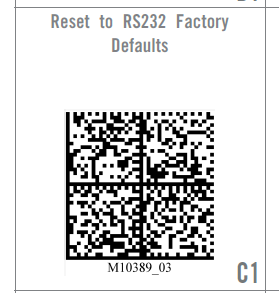 Reset to RS232 Factory
Defaults
M10389_03
C1